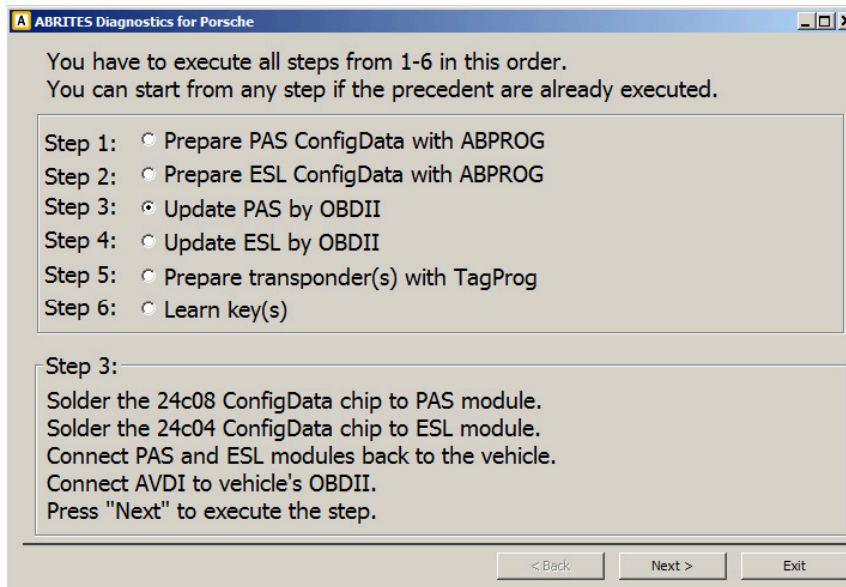 A ABRITES Diagnostics for Porsche
You have to execute all steps from 1-6 in this order.
You can start from any step if the precedent are already executed.
Step 1: Prepare PAS ConfigData with ABPROG
Step 2: Prepare ESL ConfigData with ABPROG
Step 3: Update PAS by OBDII
Step 4: Update ESL by OBDII
Step 5: Prepare transponder(s) with TagProg
Step 6: Learn key(s)
Step 3:
Solder the 24c08 ConfigData chip to PAS module.
Solder the 24c04 ConfigData chip to ESL module.
Connect PAS and ESL modules back to the vehicle.
Connect AVDI to vehicle's OBDII.
Press "Next" to execute the step.
< Back Next > Exit